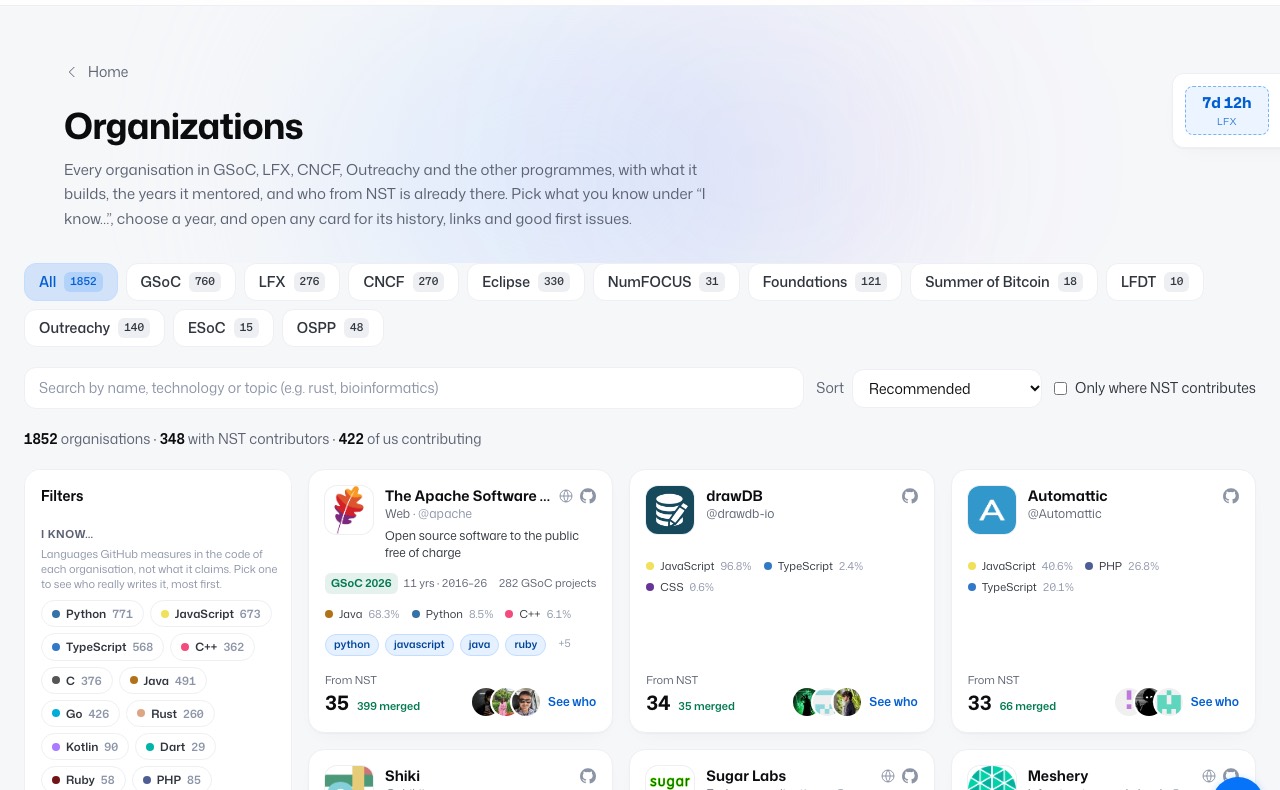 Home
7d 12h
LFX
Organizations
Every organisation in GSoC, LFX, CNCF, Outreachy and the other programmes, with what it
builds, the years it mentored, and who from NST is already there. Pick what you know under “I
know…”, choose a year, and open any card for its history, links and good first issues.
All 1852 GSoC 760 LFX 276 CNCF 270 Eclipse 330 NumFOCUS 31 Foundations 121 Summer of Bitcoin 18 LFDT 10
Outreachy 140 ESoC 15 OSPP 48
Search by name, technology or topic (e.g. rust, bioinformatics)
Sort Recommended Only where NST contributes
1852 organisations · 348 with NST contributors · 422 of us contributing
Filters
I KNOW…
Languages GitHub measures in the code of
each organisation, not what it claims. Pick one
to see who really writes it, most first.
Python 771 JavaScript 673
TypeScript 568 C++ 362
C 376 Java 491
Go 426 Rust 260
Kotlin 90 Dart 29
Ruby 58 PHP 85
The Apache Software ...
Web · @apache
Open source software to the public
free of charge
GSoC 2026 11 yrs · 2016–26 282 GSoC projects
Java 68.3% Python 8.5% C++ 6.1%
python javascript java ruby +5
From NST
35 399 merged See who
drawDB
@drawdb-io
JavaScript 96.8% TypeScript 2.4%
CSS 0.6%
From NST
34 35 merged See who
Automattic
@Automattic
JavaScript 40.6% PHP 26.8%
TypeScript 20.1%
From NST
33 66 merged See who
Shiki
sugar
Sugar Labs
Meshery